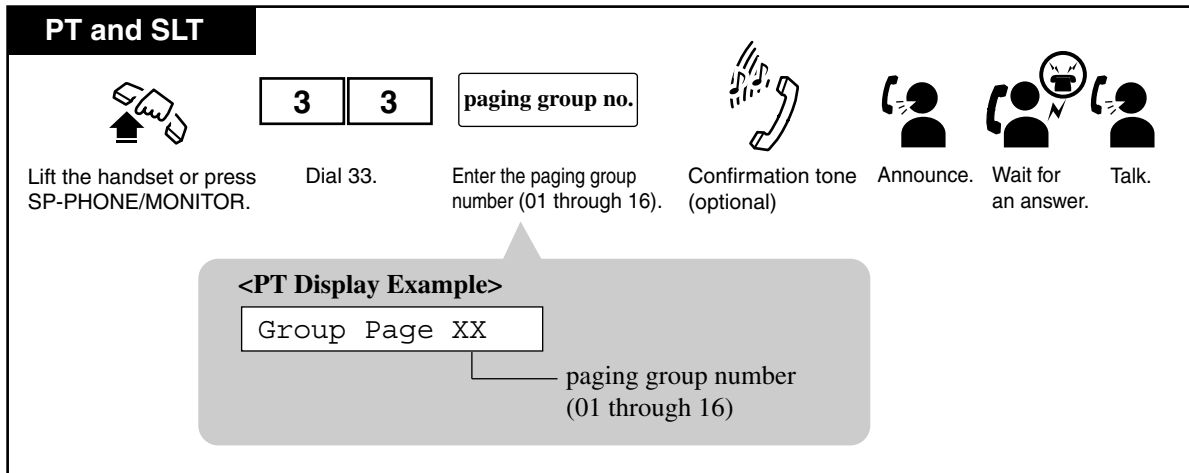 PT and SLT
3 3 paging group no.
Lift the handset or press
SP-PHONE/MONITOR.
Dial 33.
Enter the paging group
number (01 through 16).
Confirmation tone
(optional)
Announce.
Wait for
an answer.
Talk.
<PT Display Example>
Group Page XX
paging group number
(01 through 16)